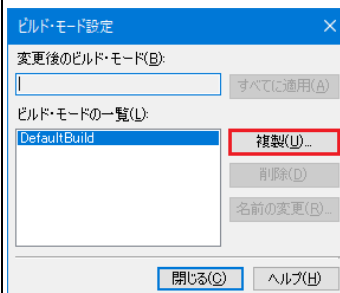 ビルド・モード設定
変更後のビルド・モード(B):
すべてに適用(A)
ビルド・モードの一覧(L):
DefaultBuild
複製(U)...
削除(D)
名前の変更(R)...
閉じる(C)
ヘルプ(H)